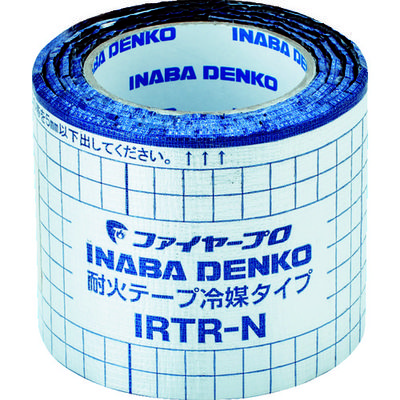 INABA DENKO
INABA
5mm以下出してください。
↑↑↑
ファイヤープロ
INABA DENKO
耐火テープ冷媒タイプ
IRTR-N